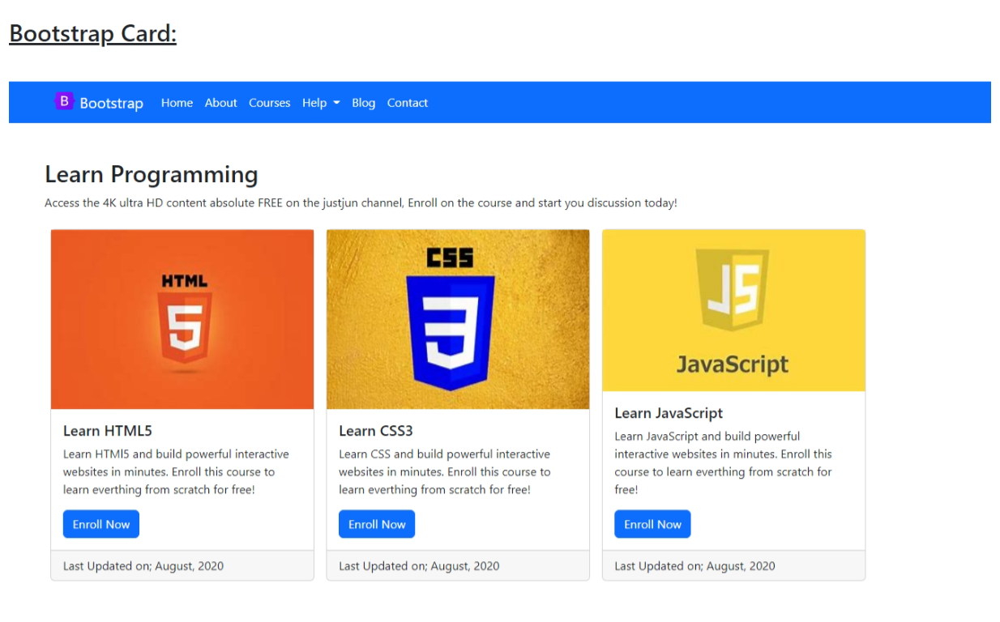 Bootstrap Card:
B Bootstrap Home About Courses Help Blog Contact
Learn Programming
Access the 4K ultra HD content absolute FREE on the justjun channel, Enroll on the course and start you discussion today!
HTML
5
Learn HTML5
Learn HTMl5 and build powerful interactive
websites in minutes. Enroll this course to
learn everthing from scratch for free!
Enroll Now
Last Updated on; August, 2020
CSS
3
Learn CSS3
Learn CSS and build powerful interactive
websites in minutes. Enroll this course to
learn everthing from scratch for free!
Enroll Now
Last Updated on; August, 2020
JS
JavaScript
Learn JavaScript
Learn JavaScript and build powerful
interactive websites in minutes. Enroll this
course to learn everthing from scratch for
free!
Enroll Now
Last Updated on; August, 2020